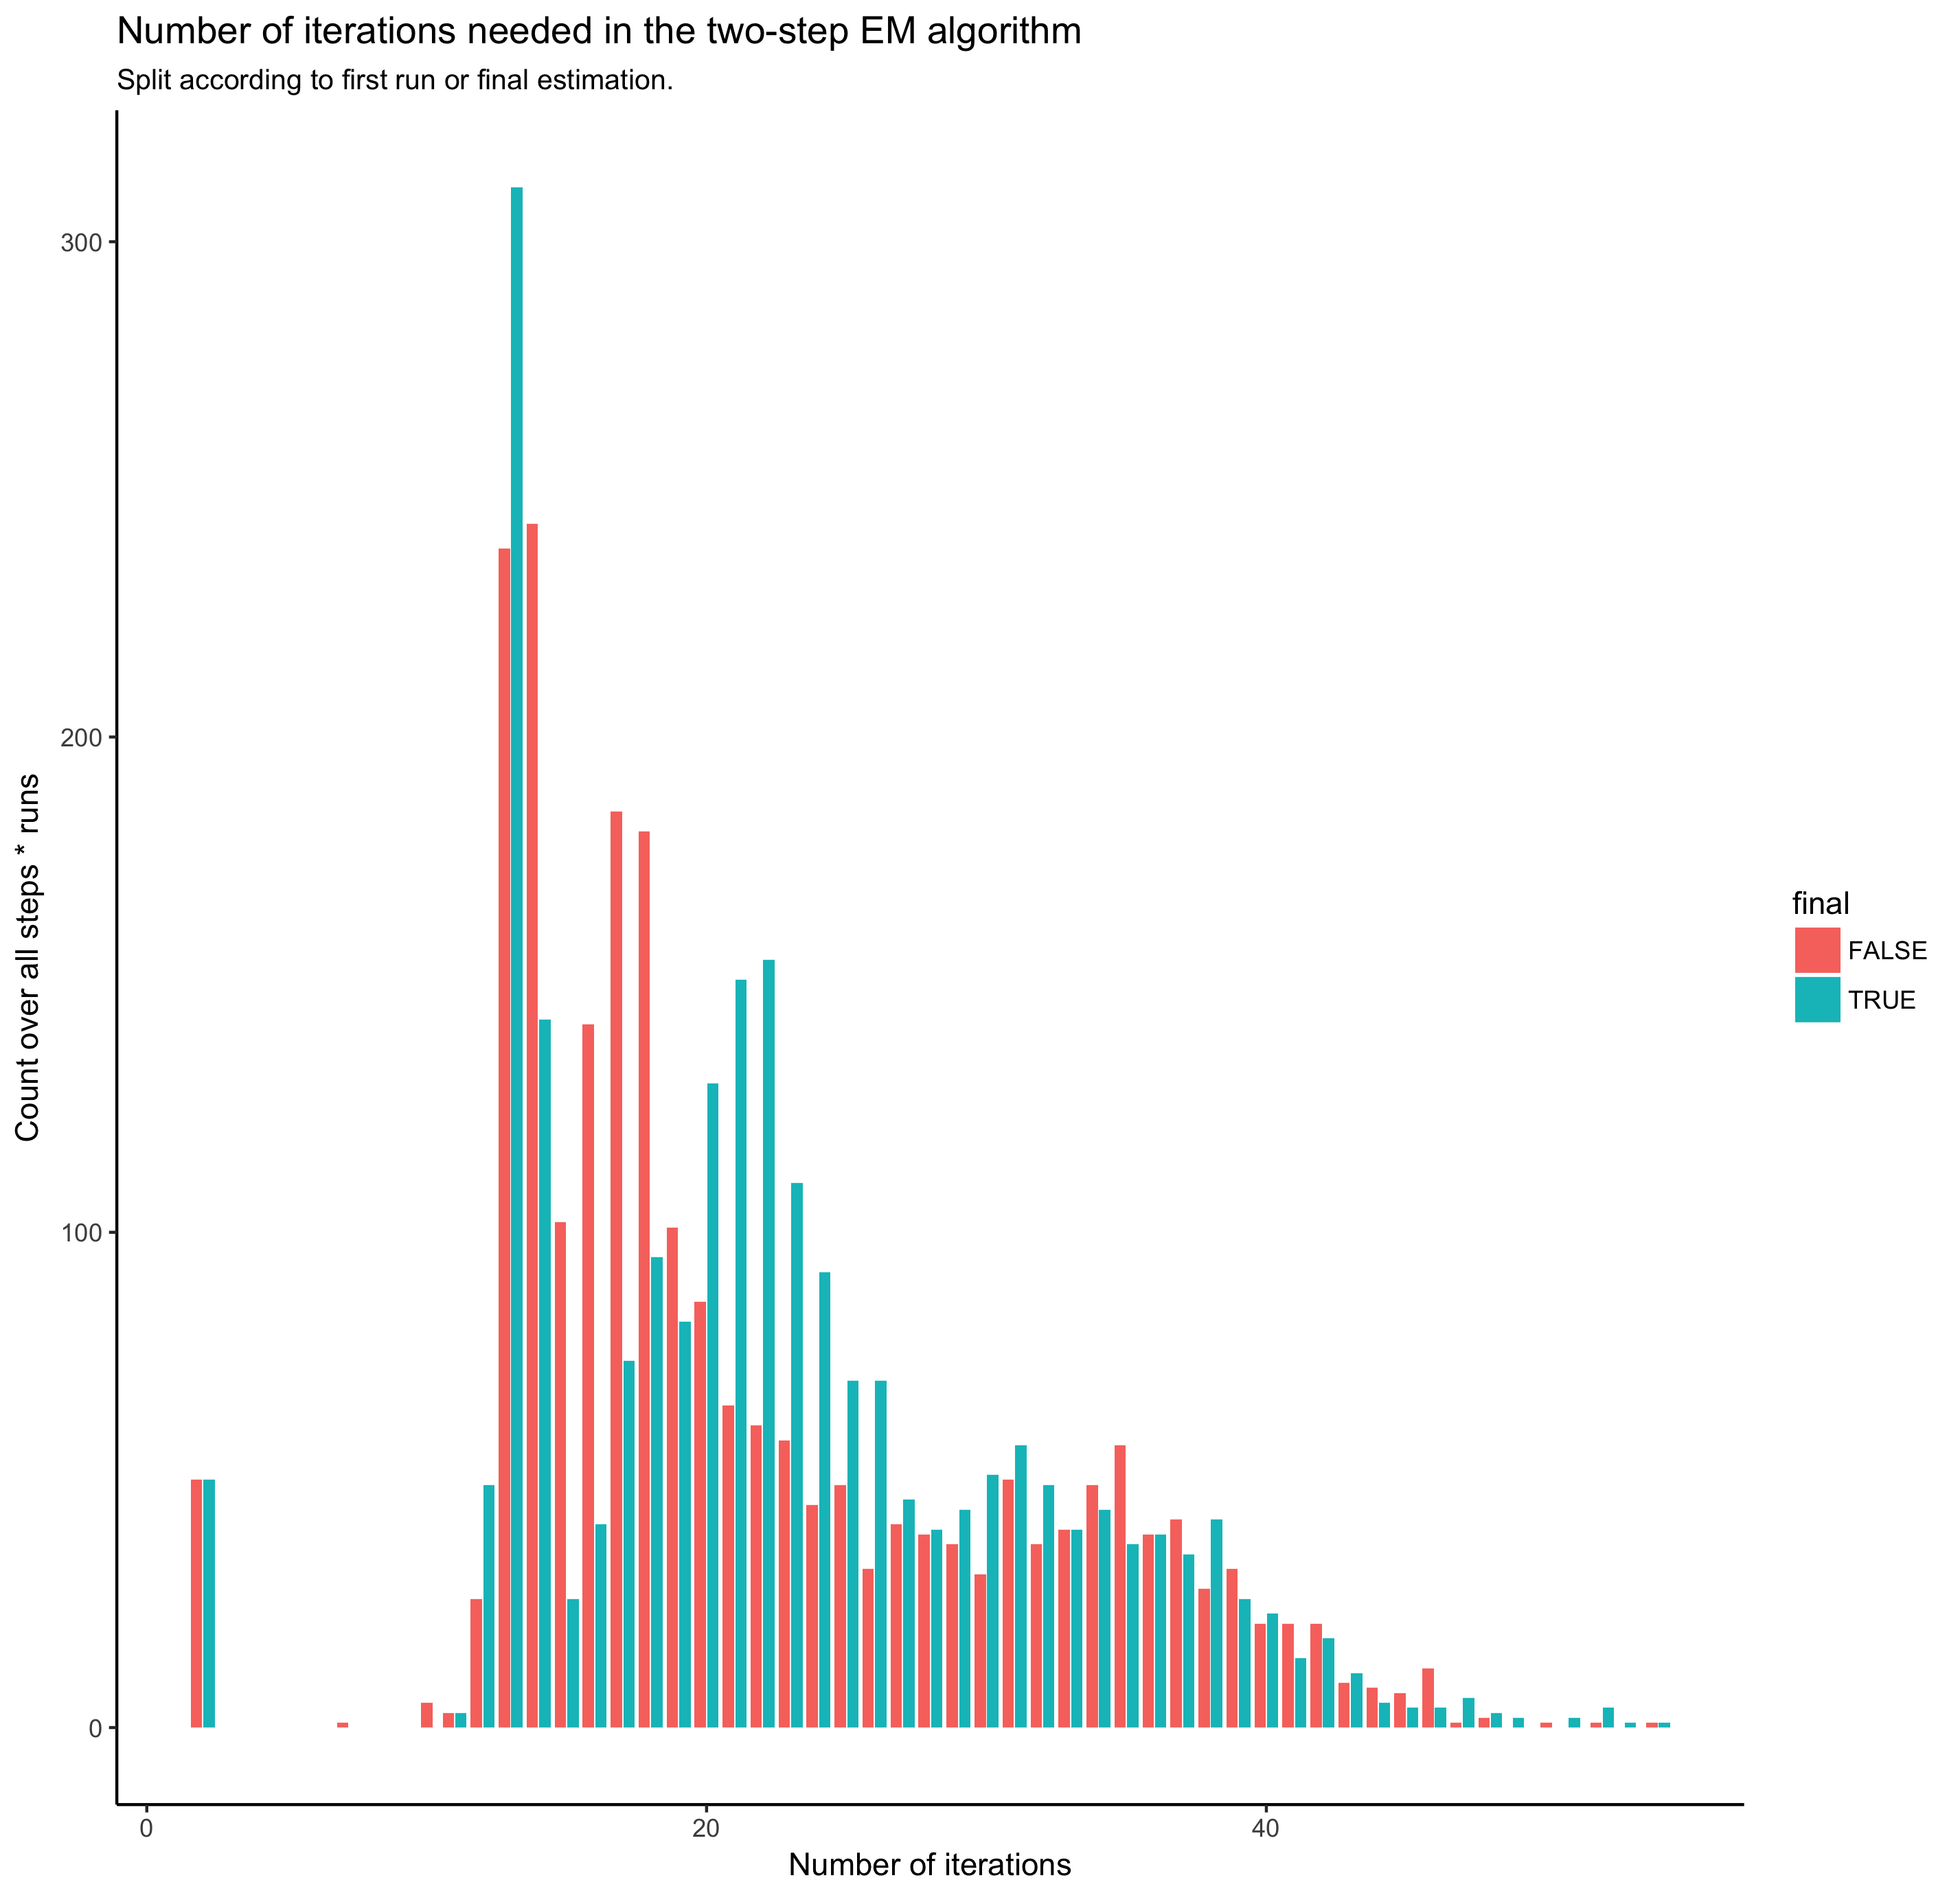 Number of iterations needed in the two-step EM algorithm
Split according to first run or final estimation.
300
200
100
0
Count over all steps * runs
0 20 40
Number of iterations
final
FALSE
TRUE